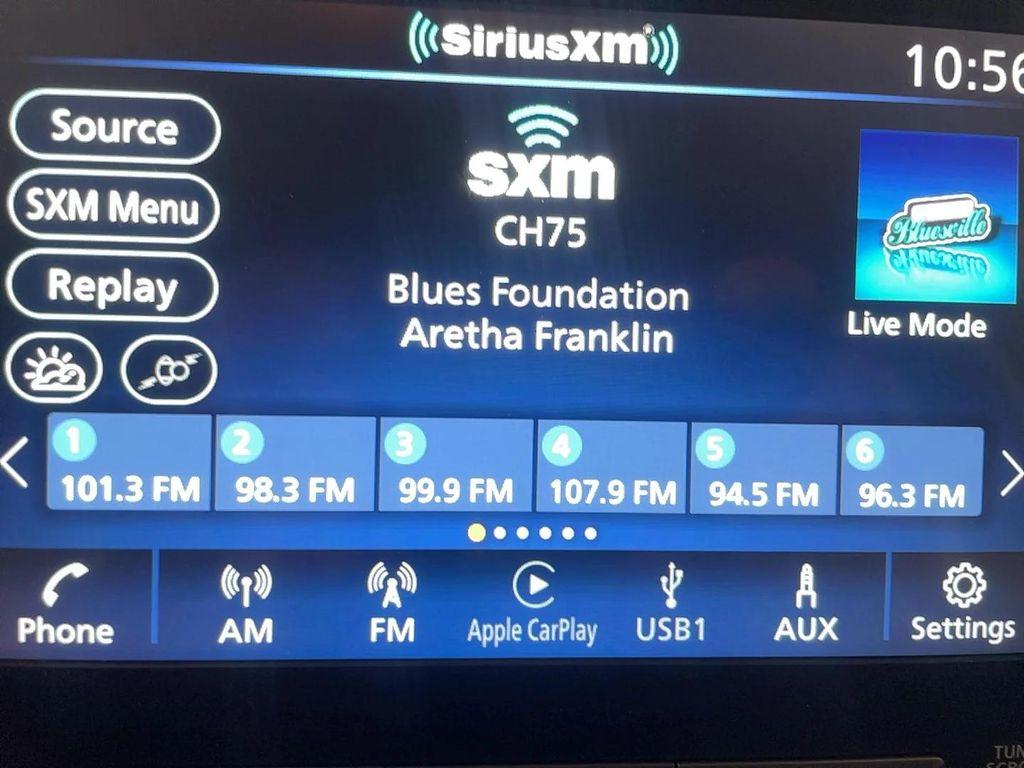 SiriusXm®
10:56
Source
SXM Menu
Replay
sxm
CH75
Blues Foundation
Aretha Franklin
Bluesville
Live Mode
1
101.3 FM
2
98.3 FM
3
99.9 FM
4
107.9 FM
5
94.5 FM
6
96.3 FM
Phone
AM
FM
Apple CarPlay
USB1
AUX
Settings
TUN